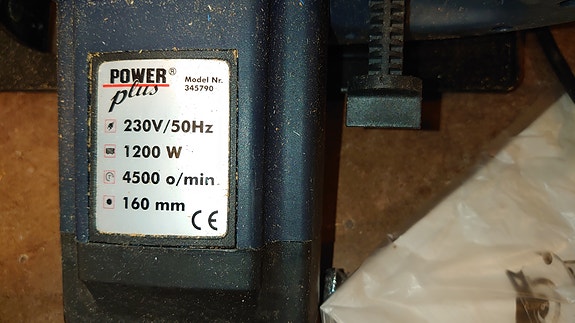 POWER®
plus
Model Nr.
345790
230V/50Hz
1200 W
4500 o/min
160 mm
CE